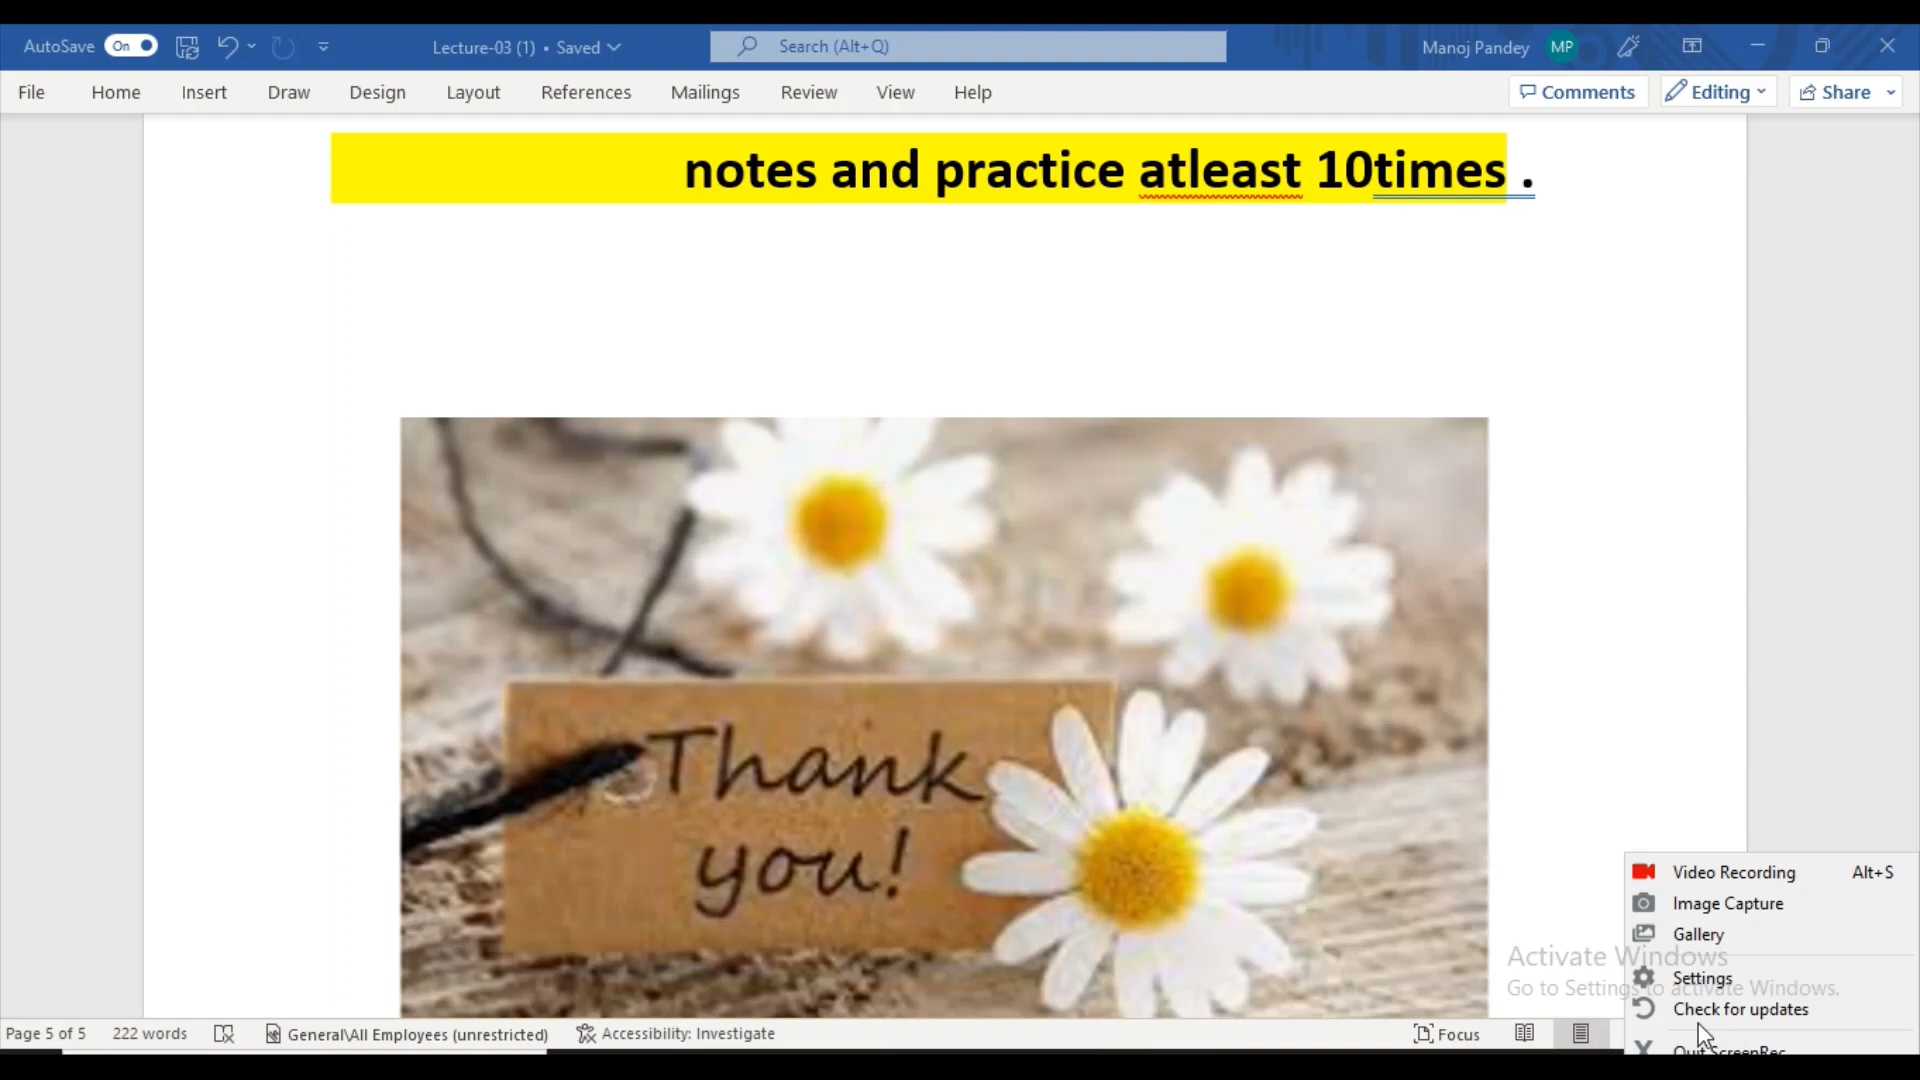 AutoSave On Lecture-03 (1) • Saved Search (Alt+Q) Manoj Pandey MP
File Home Insert Draw Design Layout References Mailings Review View Help Comments Editing Share
notes and practice atleast 10times .
Thank
you!
Video Recording Alt+S
Image Capture
Gallery
Activate Windows
Settings
Go to Settings to activate Windows.
Check for updates
Quit ScreenRec
Page 5 of 5 222 words General\All Employees (unrestricted) Accessibility: Investigate Focus